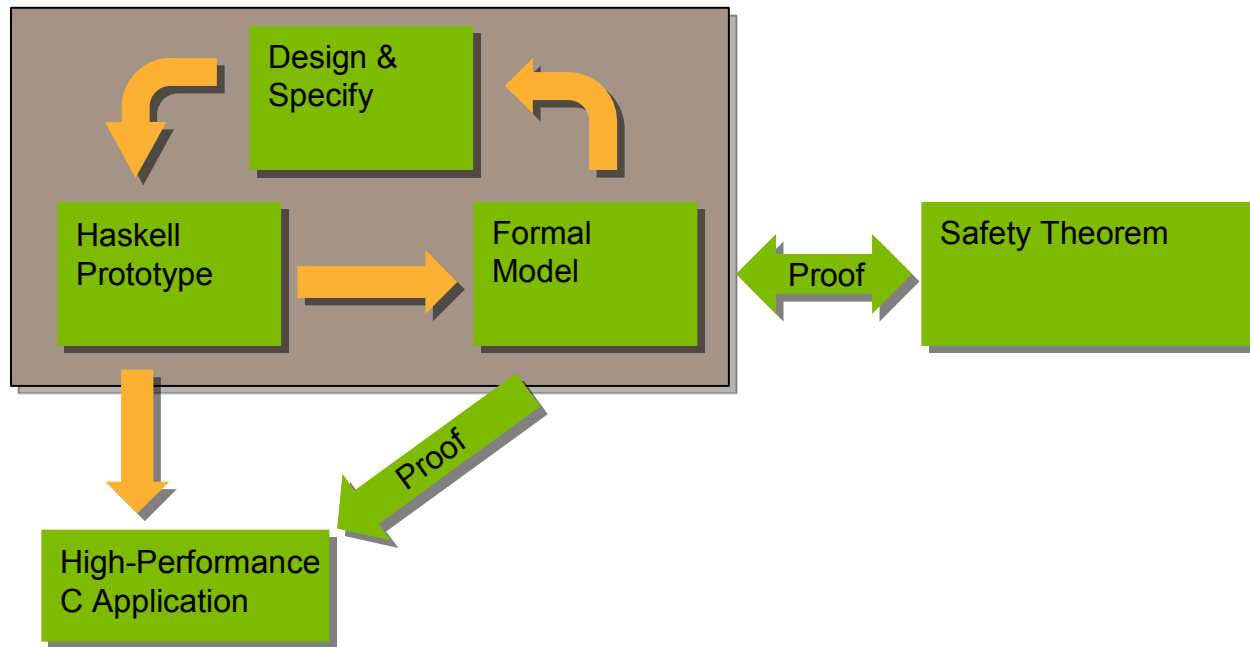 Design &
Specify
Haskell
Prototype
Formal
Model
Proof
Safety Theorem
Proof
High-Performance
C Application